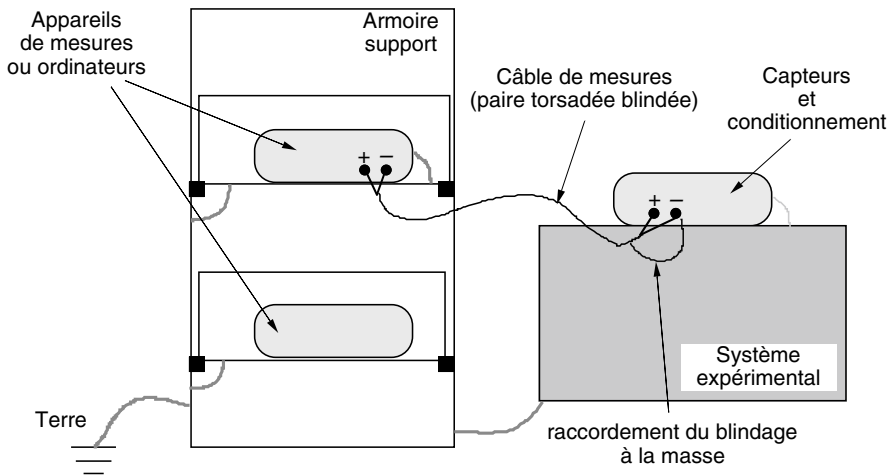 Appareils
de mesures
ou ordinateurs
Armoire
support
Câble de mesures
(paire torsadée blindée)
Capteurs
et
conditionnement
+ −
+ −
Système
expérimental
Terre
raccordement du blindage
à la masse